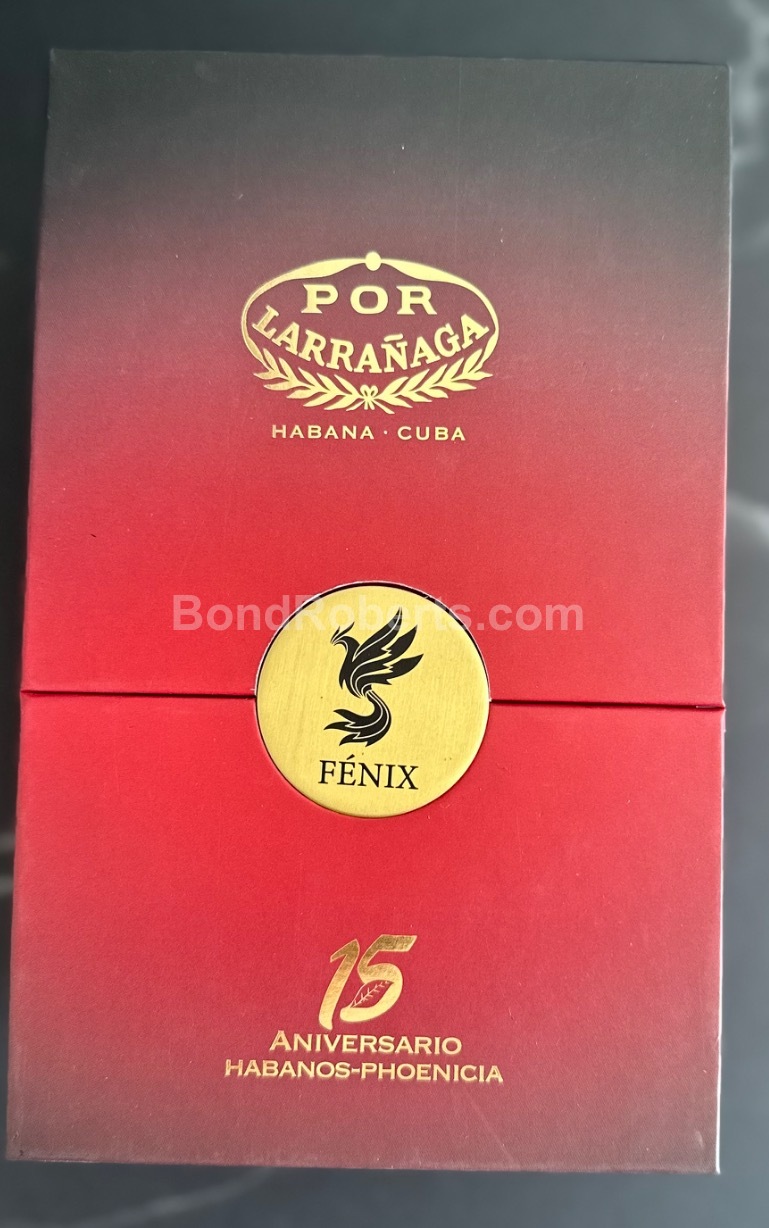 POR
LARRAÑAGA
HABANA · CUBA
BondRoberts.com
FÉNIX
15
ANIVERSARIO
HABANOS-PHOENICIA